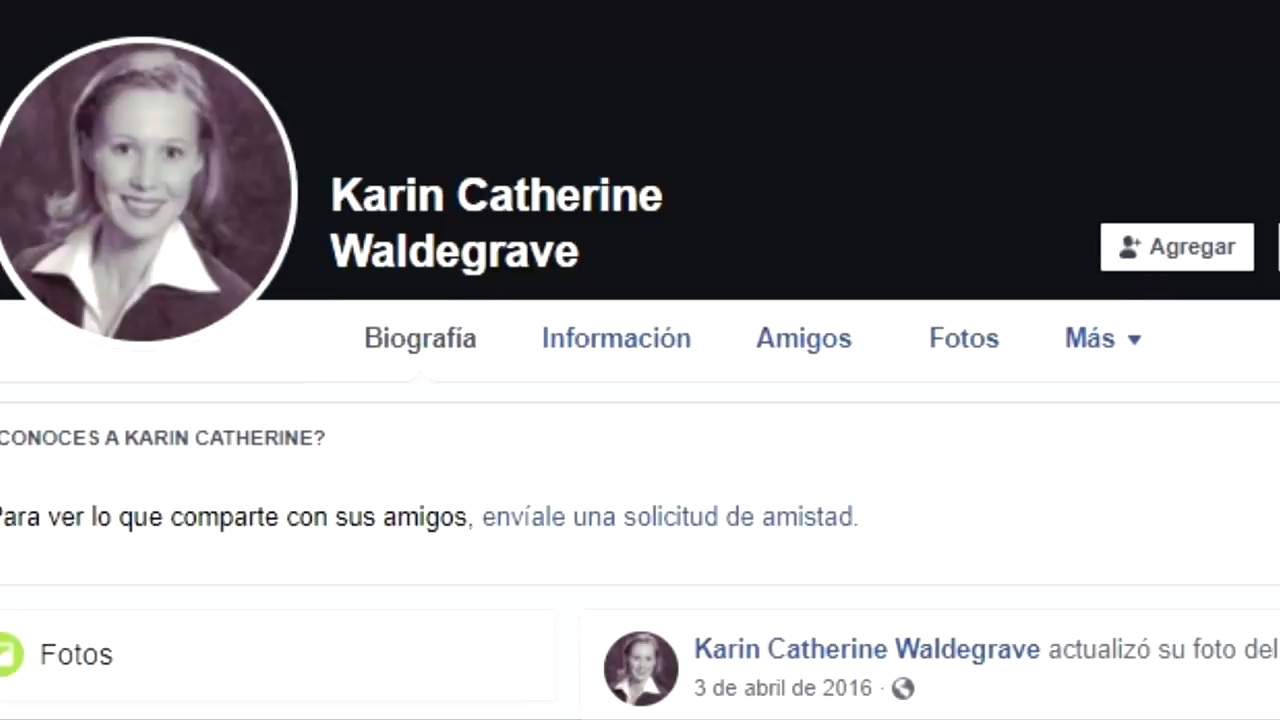 Karin Catherine
Waldegrave
Agregar
Biografía
Información
Amigos
Fotos
Más
CONOCES A KARIN CATHERINE?
Para ver lo que comparte con sus amigos, envíale una solicitud de amistad.
Fotos
Karin Catherine Waldegrave actualizó su foto del
3 de abril de 2016 ·